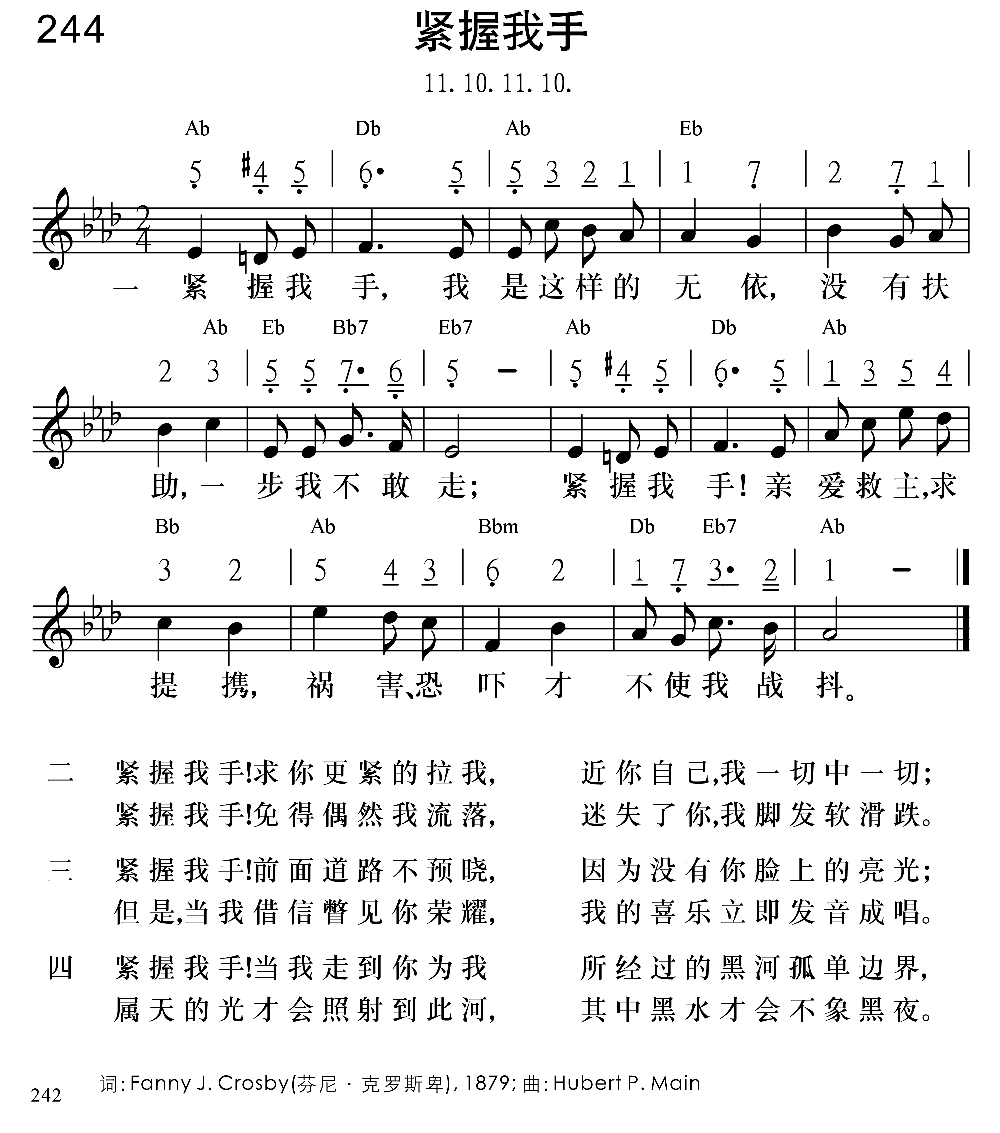 244
紧握我手
11. 10. 11. 10.
Ab Db Ab Eb
5 #4 5 | 6· 5 | 5 3 2 1 | 1 7 | 2 7 1 |
2/4
一 紧 握 我 手, 我 是 这 样 的 无 依, 没 有 扶
Ab Eb Bb7 Eb7 Ab Db Ab
2 3 | 5 5 7· 6 | 5 – | 5 #4 5 | 6· 5 | 1 3 5 4 |
助, 一 步 我 不 敢 走; 紧 握 我 手! 亲 爱 救 主, 求
Bb Ab Bbm Db Eb7 Ab
3 2 | 5 4 3 | 6 2 | 1 7 3· 2 | 1 – ‖
提 携, 祸 害、恐 吓 才 不 使 我 战 抖。
二 紧握我手!求你更紧的拉我, 近你自己,我一切中一切;
紧握我手!免得偶然我流落, 迷失了你,我脚发软滑跌。
三 紧握我手!前面道路不预晓, 因为没有你脸上的亮光;
但是,当我借信瞥见你荣耀, 我的喜乐立即发音成唱。
四 紧握我手!当我走到你为我 所经过的黑河孤单边界,
属天的光才会照射到此河, 其中黑水才会不象黑夜。
词: Fanny J. Crosby(芬尼 · 克罗斯卑), 1879; 曲: Hubert P. Main
242